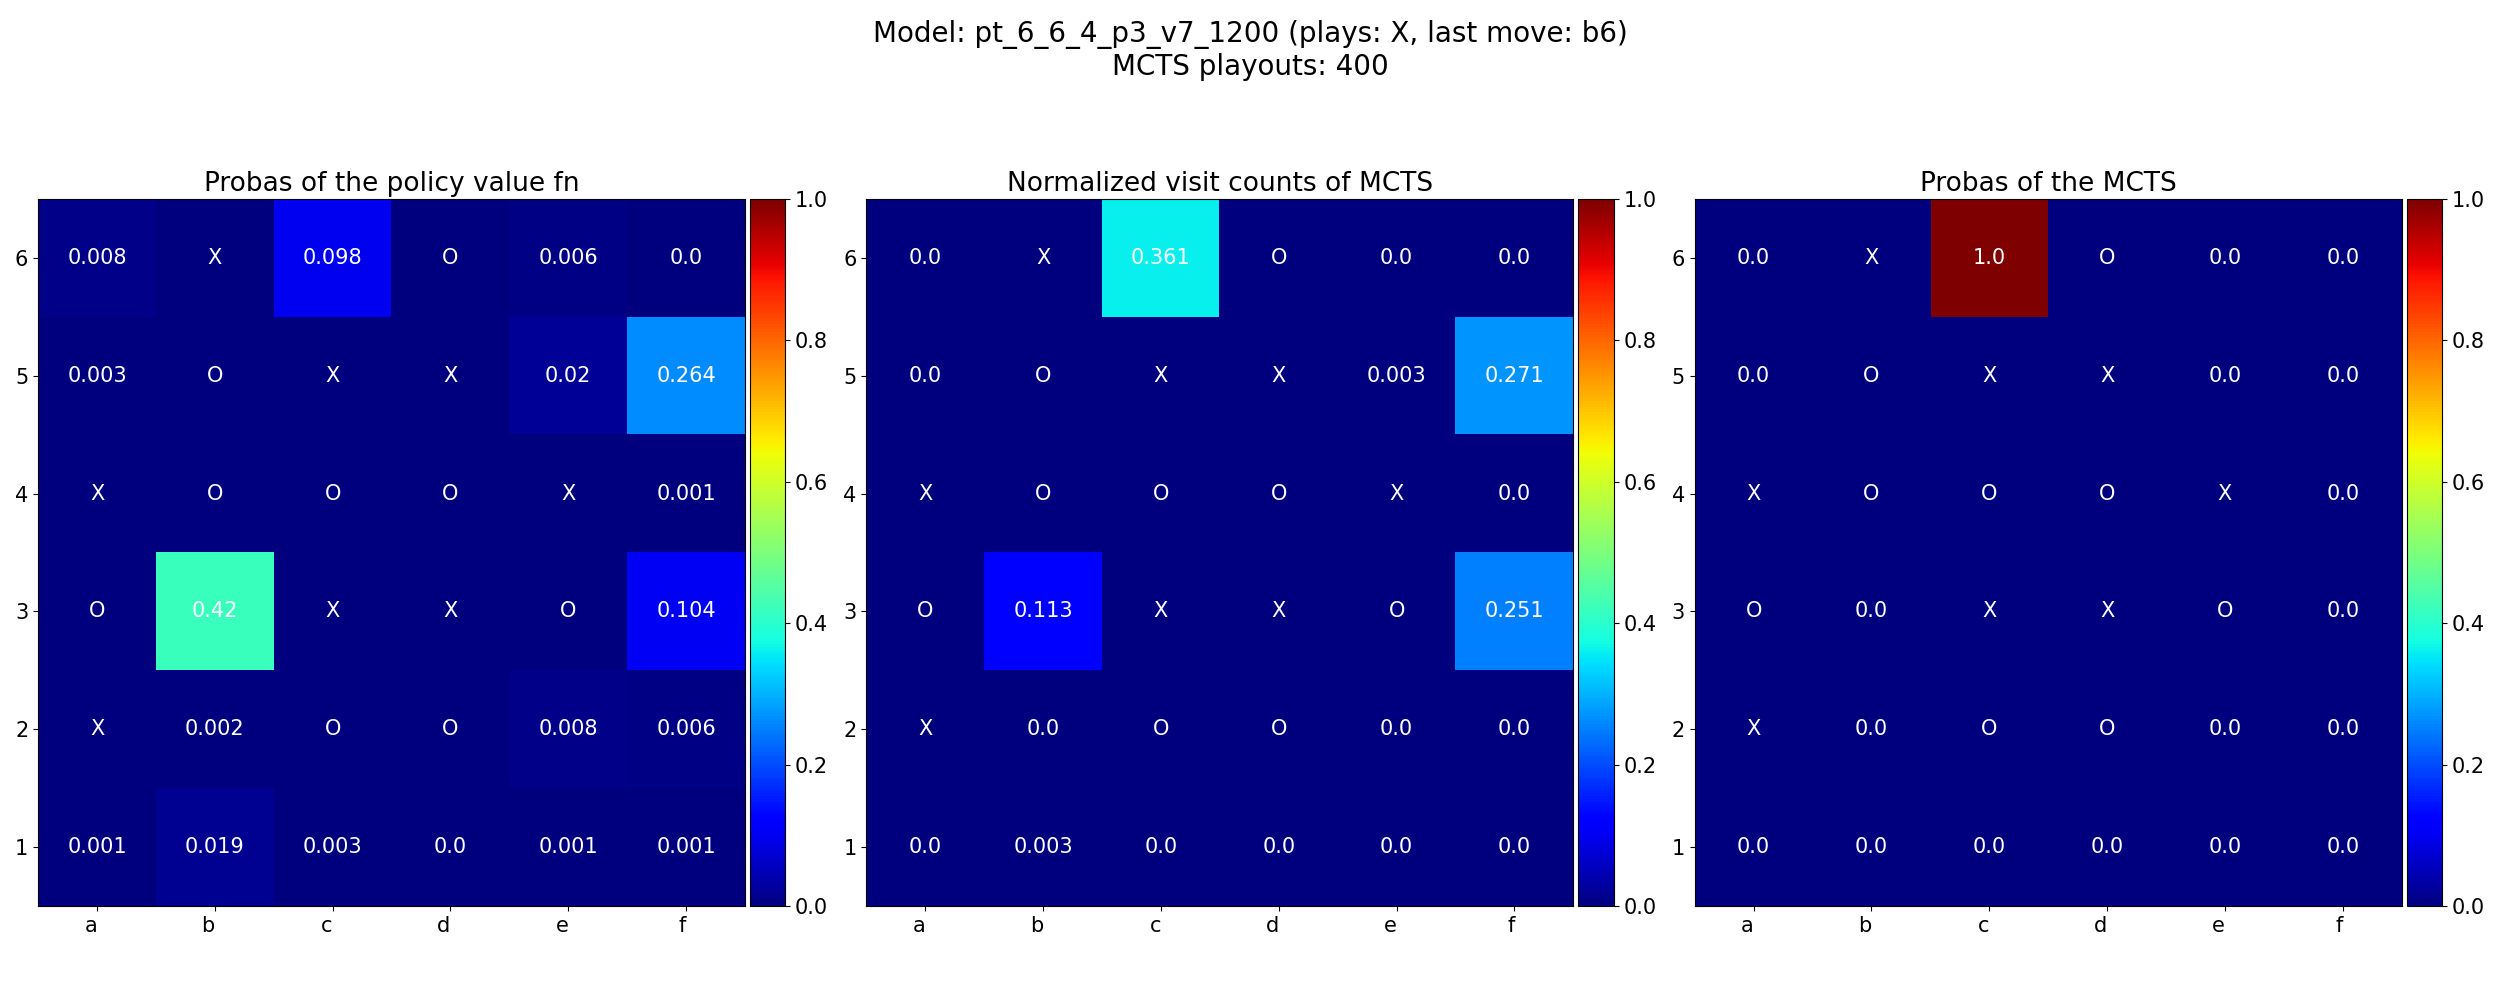 Model: pt_6_6_4_p3_v7_1200 (plays: X, last move: b6)
MCTS playouts: 400
Probas of the policy value fn
6 0.008 X 0.098 O 0.006 0.0
5 0.003 O X X 0.02 0.264
4 X O O O X 0.001
3 O 0.42 X X O 0.104
2 X 0.002 O O 0.008 0.006
1 0.001 0.019 0.003 0.0 0.001 0.001
a b c d e f
1.0
0.8
0.6
0.4
0.2
0.0
Normalized visit counts of MCTS
6 0.0 X 0.361 O 0.0 0.0
5 0.0 O X X 0.003 0.271
4 X O O O X 0.0
3 O 0.113 X X O 0.251
2 X 0.0 O O 0.0 0.0
1 0.0 0.003 0.0 0.0 0.0 0.0
a b c d e f
1.0
0.8
0.6
0.4
0.2
0.0
Probas of the MCTS
6 0.0 X 1.0 O 0.0 0.0
5 0.0 O X X 0.0 0.0
4 X O O O X 0.0
3 O 0.0 X X O 0.0
2 X 0.0 O O 0.0 0.0
1 0.0 0.0 0.0 0.0 0.0 0.0
a b c d e f
1.0
0.8
0.6
0.4
0.2
0.0